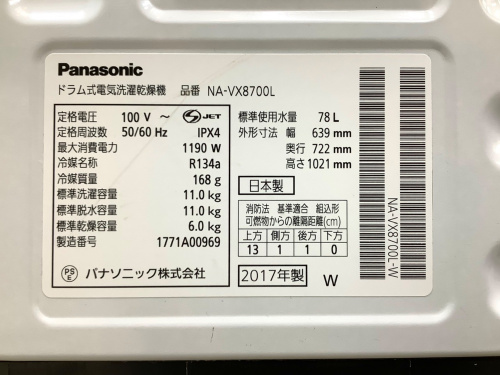 Panasonic
ドラム式電気洗濯乾燥機 品番 NA-VX8700L
定格電圧 100 V ～ S JET
定格周波数 50/60 Hz IPX4
最大消費電力 1190 W
冷媒名称 R134a
冷媒質量 168 g
標準洗濯容量 11.0 kg
標準脱水容量 11.0 kg
標準乾燥容量 6.0 kg
製造番号 1771A00969
PS E パナソニック株式会社
標準使用水量 78 L
外形寸法 幅 639 mm
奥行 722 mm
高さ 1021 mm
日本製
消防法 基準適合 組込形
可燃物からの離隔距離(cm)
上方 側方 後方 下方
13 1 1 0
2017年製 W
NA-VX8700L-W